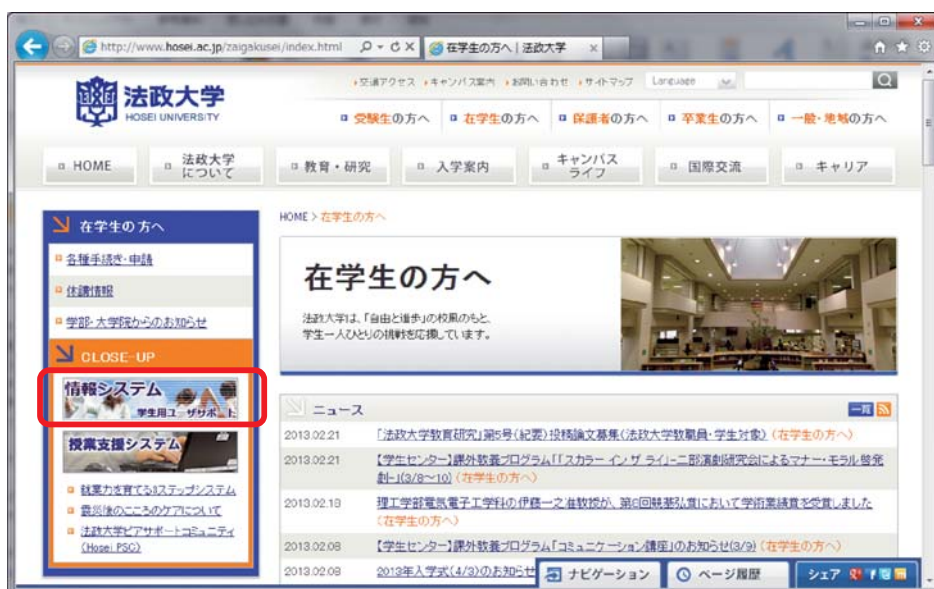 http://www.hosei.ac.jp/zaigakusei/index.html
在学生の方へ | 法政大学
交通アクセス キャンパス案内 お問い合わせ サイトマップ Language
法政大学
HOSEI UNIVERSITY
受験生の方へ 在学生の方へ 保護者の方へ 卒業生の方へ 一般・地域の方へ
HOME 法政大学について 教育・研究 入学案内 キャンパスライフ 国際交流 キャリア
HOME > 在学生の方へ
在学生の方へ
各種手続き・申請
休講情報
学部・大学院からのお知らせ
CLOSE-UP
情報システム
学生用ユーザサポート
授業支援システム
就業力を育てる3ステップシステム
震災後のこころのケアについて
法政大学ピアサポートコミュニティ
(Hosei PSC)
在学生の方へ
法政大学は、「自由と進歩」の校風のもと、
学生一人ひとりの挑戦を応援しています。
ニュース 一覧
2013.02.21 「法政大学教育研究」第5号(紀要)投稿論文募集(法政大学教職員・学生対象) (在学生の方へ)
2013.02.21 【学生センター】課外教養プログラム「「スカラー イン ザ ライ」-二部演劇研究会によるマナー・モラル啓発
劇-」(3/8~10) (在学生の方へ)
2013.02.18 理工学部電気電子工学科の伊藤一之准教授が、第6回競基弘賞において学術業績賞を受賞しました
(在学生の方へ)
2013.02.08 【学生センター】課外教養プログラム「コミュニケーション講座」のお知らせ(3/9) (在学生の方へ)
2013.02.08 2013年入学式(4/3)のお知らせ
ナビゲーション ページ履歴 シェア